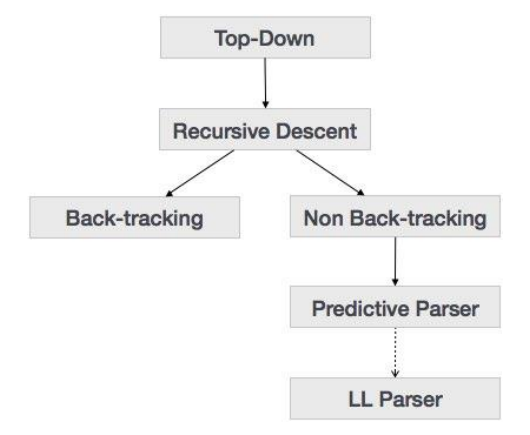 Top-Down
Recursive Descent
Back-tracking
Non Back-tracking
Predictive Parser
LL Parser